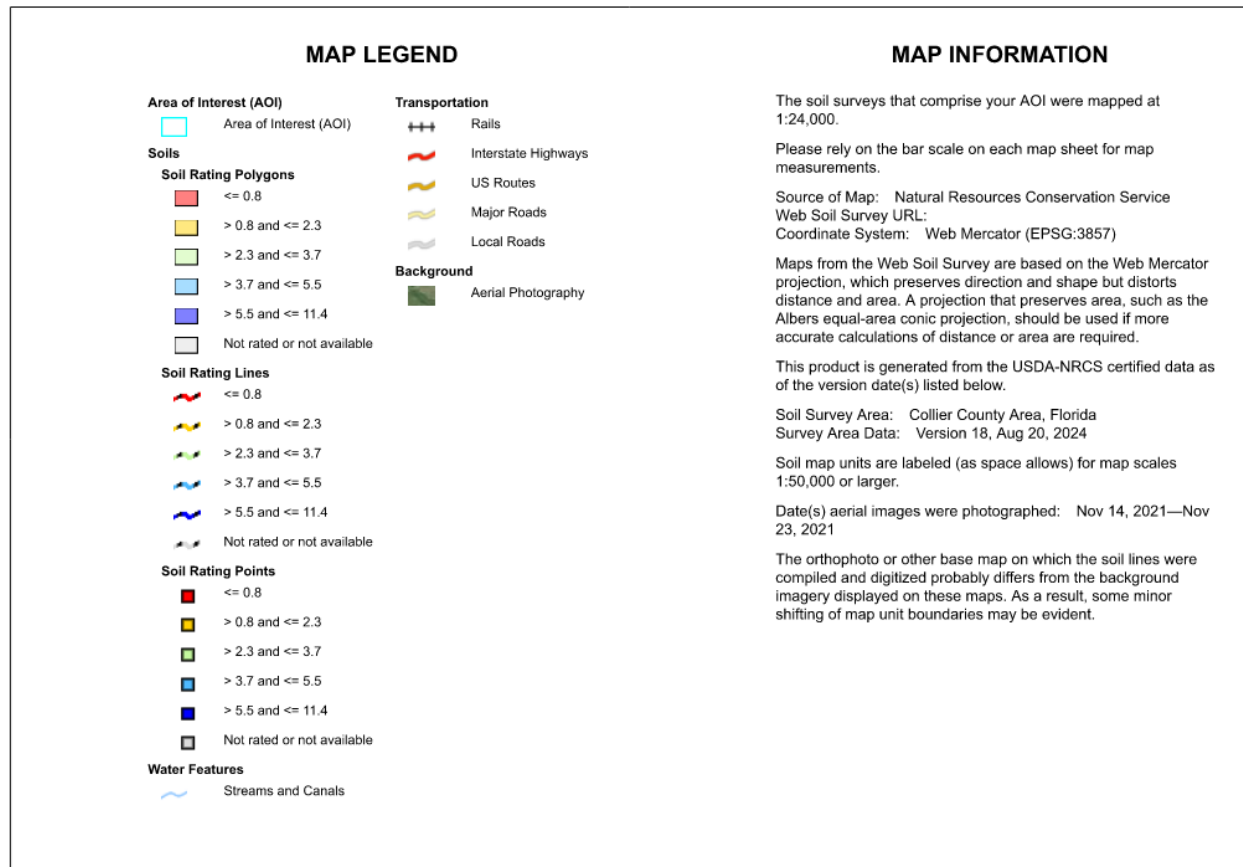 MAP LEGEND
Area of Interest (AOI)
Area of Interest (AOI)
Soils
Soil Rating Polygons
<= 0.8
> 0.8 and <= 2.3
> 2.3 and <= 3.7
> 3.7 and <= 5.5
> 5.5 and <= 11.4
Not rated or not available
Soil Rating Lines
<= 0.8
> 0.8 and <= 2.3
> 2.3 and <= 3.7
> 3.7 and <= 5.5
> 5.5 and <= 11.4
Not rated or not available
Soil Rating Points
<= 0.8
> 0.8 and <= 2.3
> 2.3 and <= 3.7
> 3.7 and <= 5.5
> 5.5 and <= 11.4
Not rated or not available
Water Features
Streams and Canals
Transportation
Rails
Interstate Highways
US Routes
Major Roads
Local Roads
Background
Aerial Photography
MAP INFORMATION
The soil surveys that comprise your AOI were mapped at
1:24,000.
Please rely on the bar scale on each map sheet for map
measurements.
Source of Map: Natural Resources Conservation Service
Web Soil Survey URL:
Coordinate System: Web Mercator (EPSG:3857)
Maps from the Web Soil Survey are based on the Web Mercator
projection, which preserves direction and shape but distorts
distance and area. A projection that preserves area, such as the
Albers equal-area conic projection, should be used if more
accurate calculations of distance or area are required.
This product is generated from the USDA-NRCS certified data as
of the version date(s) listed below.
Soil Survey Area: Collier County Area, Florida
Survey Area Data: Version 18, Aug 20, 2024
Soil map units are labeled (as space allows) for map scales
1:50,000 or larger.
Date(s) aerial images were photographed: Nov 14, 2021—Nov
23, 2021
The orthophoto or other base map on which the soil lines were
compiled and digitized probably differs from the background
imagery displayed on these maps. As a result, some minor
shifting of map unit boundaries may be evident.